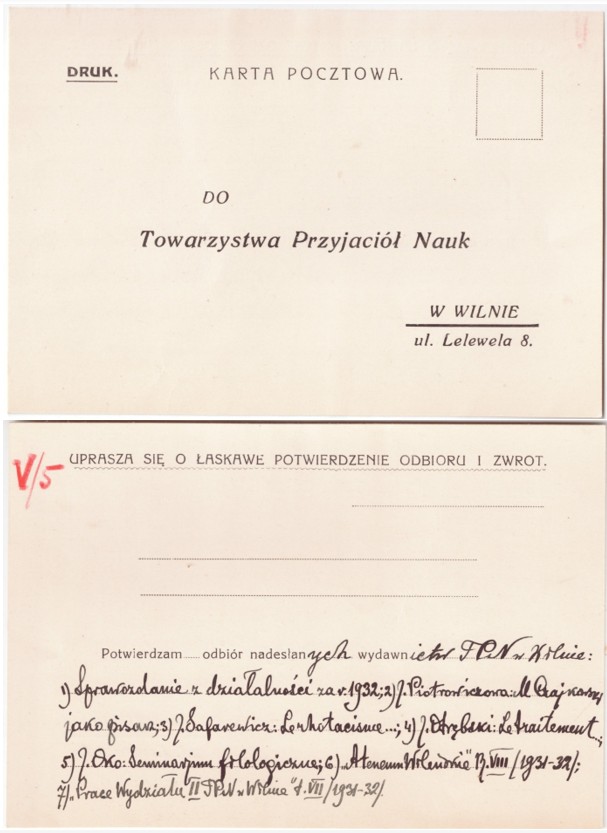 DRUK.
KARTA POCZTOWA.
DO
Towarzystwa Przyjaciół Nauk
W WILNIE
ul. Lelewela 8.
V/5
UPRASZA SIĘ O ŁASKAWE POTWIERDZENIE ODBIORU I ZWROT.
Potwierdzam odbiór nadesłanych wydawnictw TPN w Wilnie:
1) Sprawozdanie z działalności za r. 1932; 2) J. Piotrowiczowa: M. Czajkowski
jako pisarz; 3) J. Safarewicz: Le rhotacisme...; 4) J. Otrębski: Le traitement...;
5) J. Oko: Seminarjum filologiczne; 6) „Ateneum Wileńskie" R. VIII /1931-32/;
7) „Prace Wydziału II TPN w Wilnie" t. VII /1931-32/.